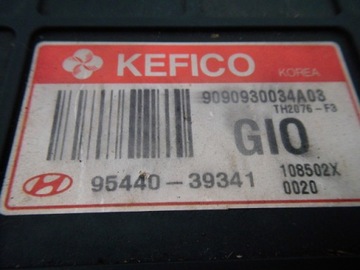 KEFICO
KOREA
9090930034A03
TH2076-F3
GIO
95440-39341
108502X
0020